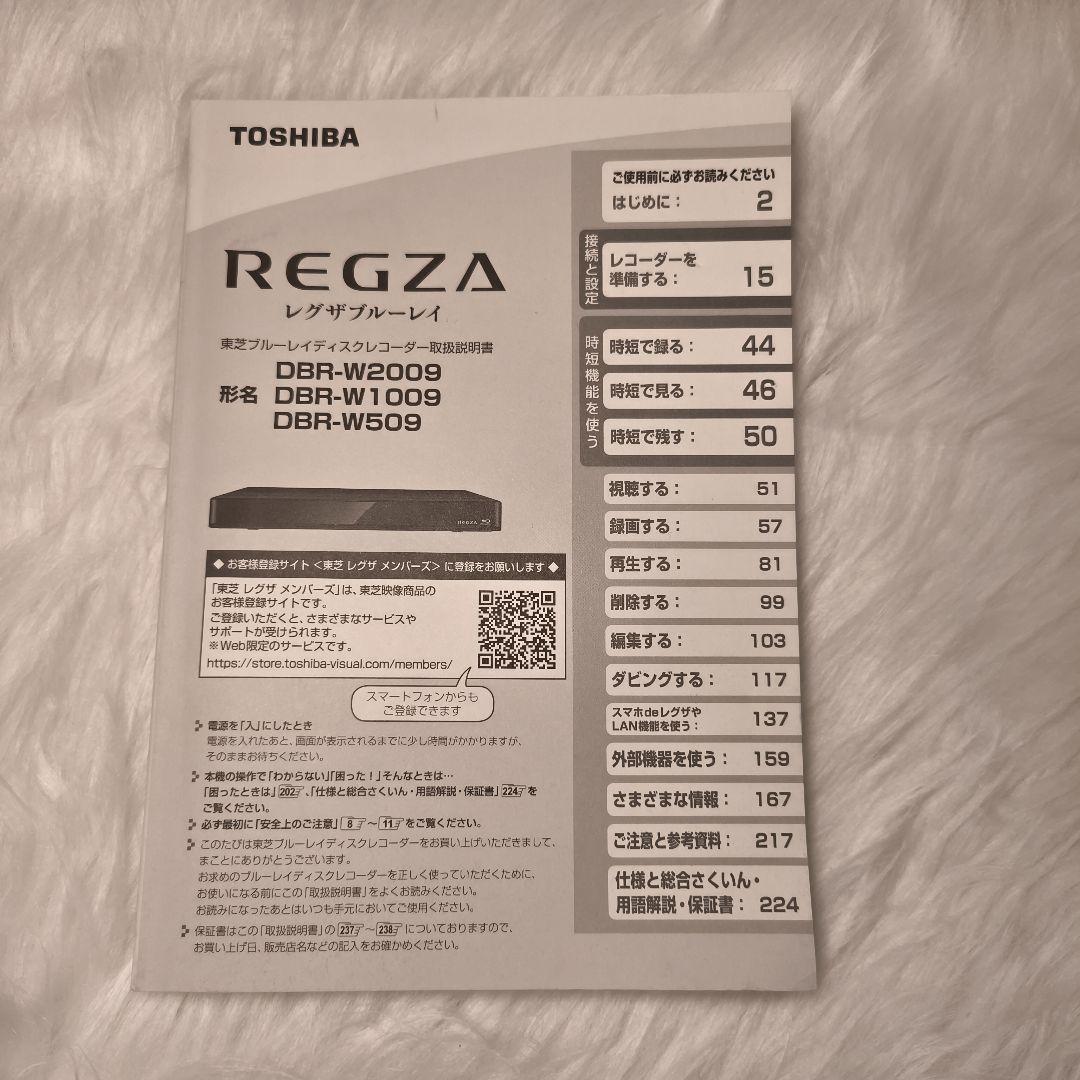 TOSHIBA
REGZA
レグザブルーレイ
東芝ブルーレイディスクレコーダー取扱説明書
DBR-W2009
形名 DBR-W1009
DBR-W509
REGZA
◆ お客様登録サイト<東芝 レグザ メンバーズ> に登録をお願いします ◆
「東芝 レグザ メンバーズ」は、東芝映像商品の
お客様登録サイトです。
ご登録いただくと、さまざまなサービスや
サポートが受けられます。
※Web限定のサービスです。
https://store.toshiba-visual.com/members/
スマートフォンからも
ご登録できます
電源を「入」にしたとき
電源を入れたあと、画面が表示されるまでに少し時間がかかりますが、
そのままお待ちください。
本機の操作で「わからない」「困った!」そんなときは…
「困ったときは」202、「仕様と総合さくいん・用語解説・保証書」224を
ご覧ください。
必ず最初に「安全上のご注意」8~11をご覧ください。
このたびは東芝ブルーレイディスクレコーダーをお買い上げいただきまして、
まことにありがとうございます。
お求めのブルーレイディスクレコーダーを正しく使っていただくために、
お使いになる前にこの「取扱説明書」をよくお読みください。
お読みになったあとはいつも手元においてご使用ください。
保証書はこの「取扱説明書」の237~238についておりますので、
お買い上げ日、販売店名などの記入をお確かめください。
ご使用前に必ずお読みください
はじめに: 2
接続と設定
レコーダーを
準備する: 15
時短機能を使う
時短で録る: 44
時短で見る: 46
時短で残す: 50
視聴する: 51
録画する: 57
再生する: 81
削除する: 99
編集する: 103
ダビングする: 117
スマホdeレグザや
LAN機能を使う: 137
外部機器を使う: 159
さまざまな情報: 167
ご注意と参考資料: 217
仕様と総合さくいん・
用語解説・保証書: 224